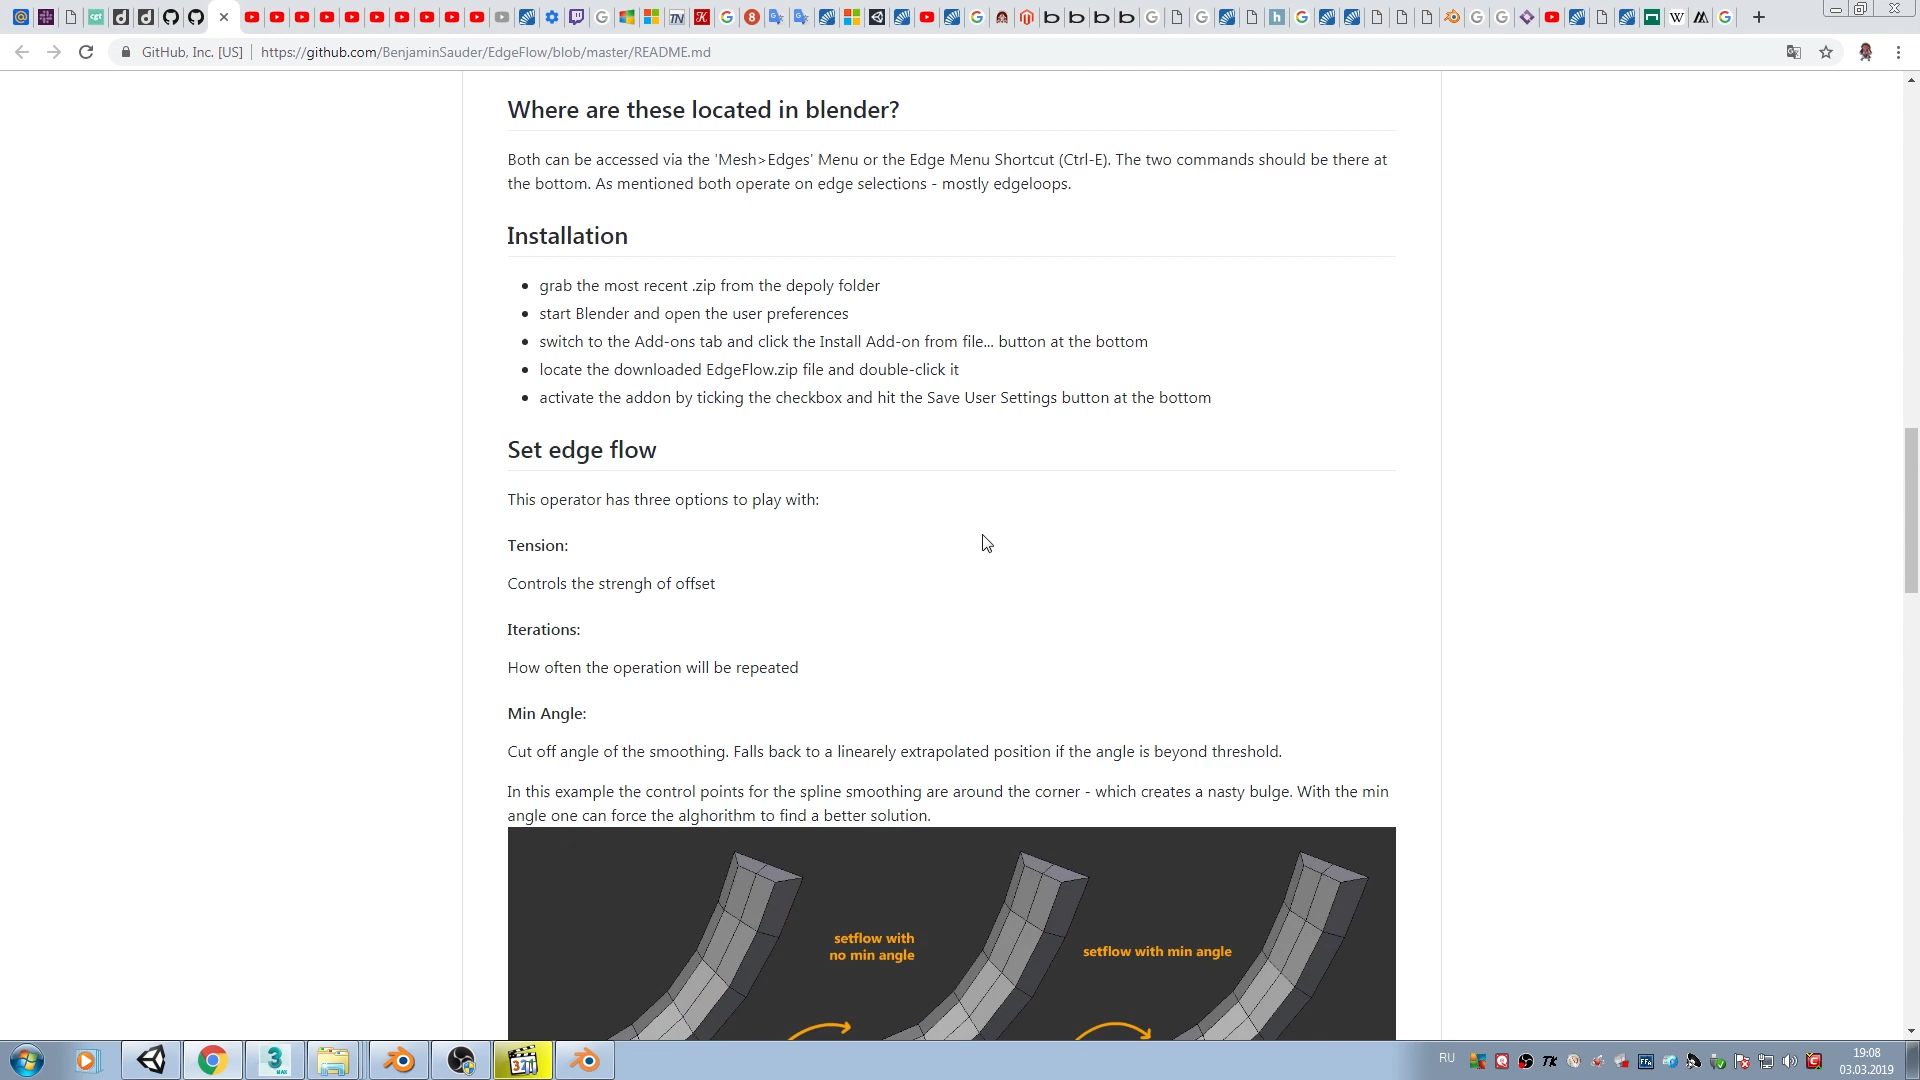 GitHub, Inc. [US] | https://github.com/BenjaminSauder/EdgeFlow/blob/master/README.md
Where are these located in blender?
Both can be accessed via the 'Mesh>Edges' Menu or the Edge Menu Shortcut (Ctrl-E). The two commands should be there at
the bottom. As mentioned both operate on edge selections - mostly edgeloops.
Installation
grab the most recent .zip from the depoly folder
start Blender and open the user preferences
switch to the Add-ons tab and click the Install Add-on from file... button at the bottom
locate the downloaded EdgeFlow.zip file and double-click it
activate the addon by ticking the checkbox and hit the Save User Settings button at the bottom
Set edge flow
This operator has three options to play with:
Tension:
Controls the strengh of offset
Iterations:
How often the operation will be repeated
Min Angle:
Cut off angle of the smoothing. Falls back to a linearely extrapolated position if the angle is beyond threshold.
In this example the control points for the spline smoothing are around the corner - which creates a nasty bulge. With the min
angle one can force the alghorithm to find a better solution.
setflow with
no min angle
setflow with min angle
RU
19:08
03.03.2019